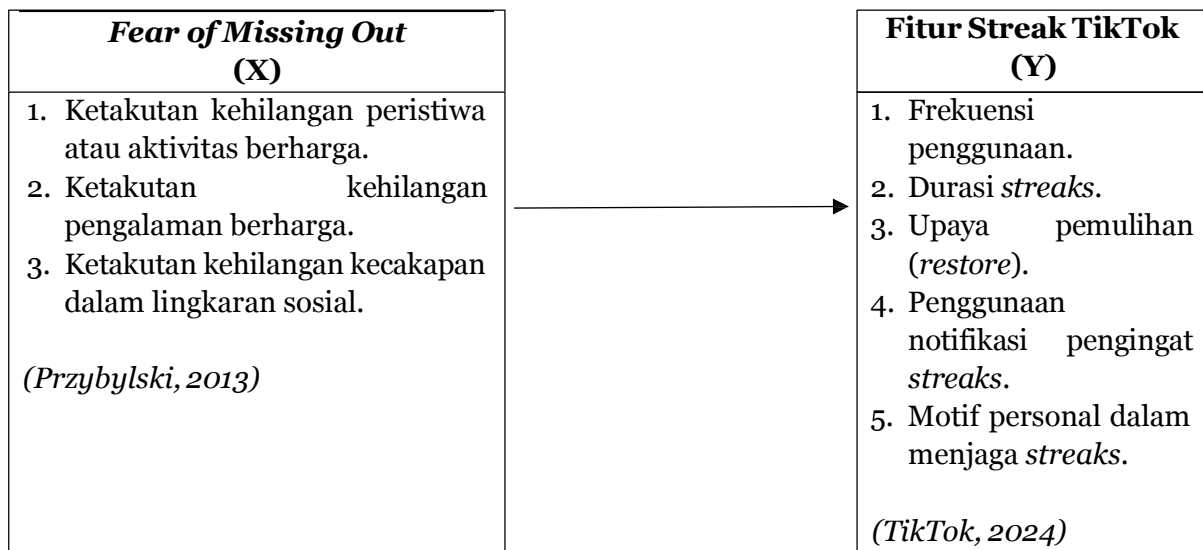 Fear of Missing Out
(X)
1. Ketakutan kehilangan peristiwa
atau aktivitas berharga.
2. Ketakutan kehilangan
pengalaman berharga.
3. Ketakutan kehilangan kecakapan
dalam lingkaran sosial.
(Przybylski, 2013)
Fitur Streak TikTok
(Y)
1. Frekuensi
penggunaan.
2. Durasi streaks.
3. Upaya pemulihan
(restore).
4. Penggunaan
notifikasi pengingat
streaks.
5. Motif personal dalam
menjaga streaks.
(TikTok, 2024)